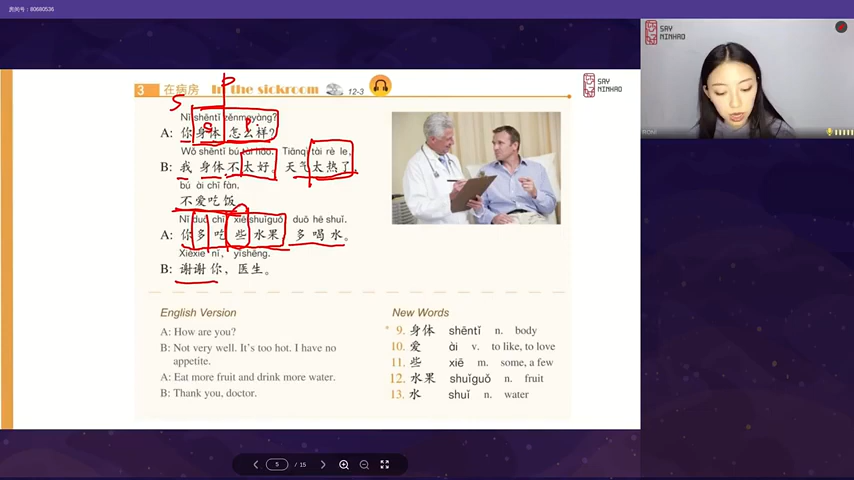 房间号：80680536
SAY
NINHAO
3 在病房 In the sickroom 12-3
S P
SAY
NINHAO
Nǐ shēntǐ zěnmeyàng?
A: 你 身体 怎么样?
S P
Wǒ shēntǐ bú tài hǎo. Tiānqì tài rè le,
B: 我 身体 不 太 好。天气 太 热 了，
bú ài chī fàn.
不 爱 吃 饭。
Nǐ duō chī xiē shuǐguǒ, duō hē shuǐ.
A: 你 多 吃 些 水果，多 喝 水。
Xièxie nǐ, yīshēng.
B: 谢谢 你，医生。
English Version
A: How are you?
B: Not very well. It's too hot. I have no
appetite.
A: Eat more fruit and drink more water.
B: Thank you, doctor.
New Words
* 9. 身体 shēntǐ n. body
10. 爱 ài v. to like, to love
11. 些 xiē m. some, a few
12. 水果 shuǐguǒ n. fruit
13. 水 shuǐ n. water
5 / 15